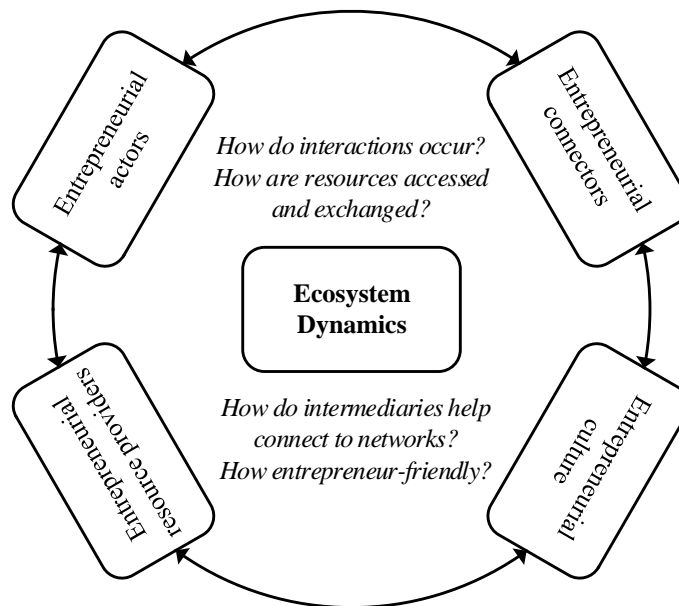 Entrepreneurial
actors
Entrepreneurial
connectors
How do interactions occur?
How are resources accessed
and exchanged?
Ecosystem
Dynamics
How do intermediaries help
connect to networks?
How entrepreneur-friendly?
Entrepreneurial
resource providers
Entrepreneurial
culture